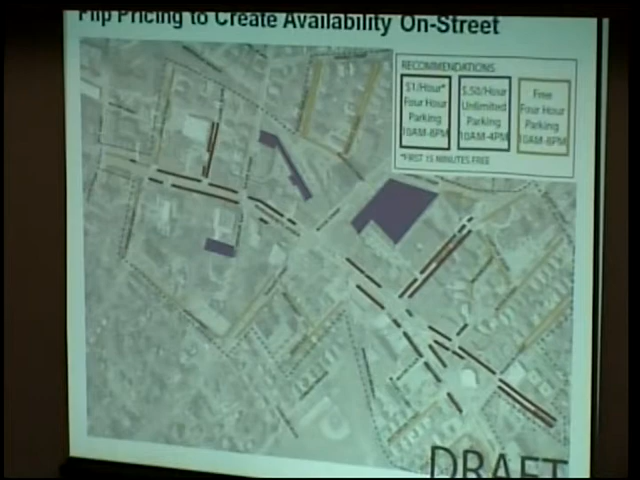 Flip Pricing to Create Availability On-Street
RECOMMENDATIONS
$1/Hour*
Four Hour
Parking
10AM-8PM
$.50/Hour
Unlimited
Parking
10AM-4PM
Free
Four Hour
Parking
10AM-8PM
*FIRST 15 MINUTES FREE
DRAFT